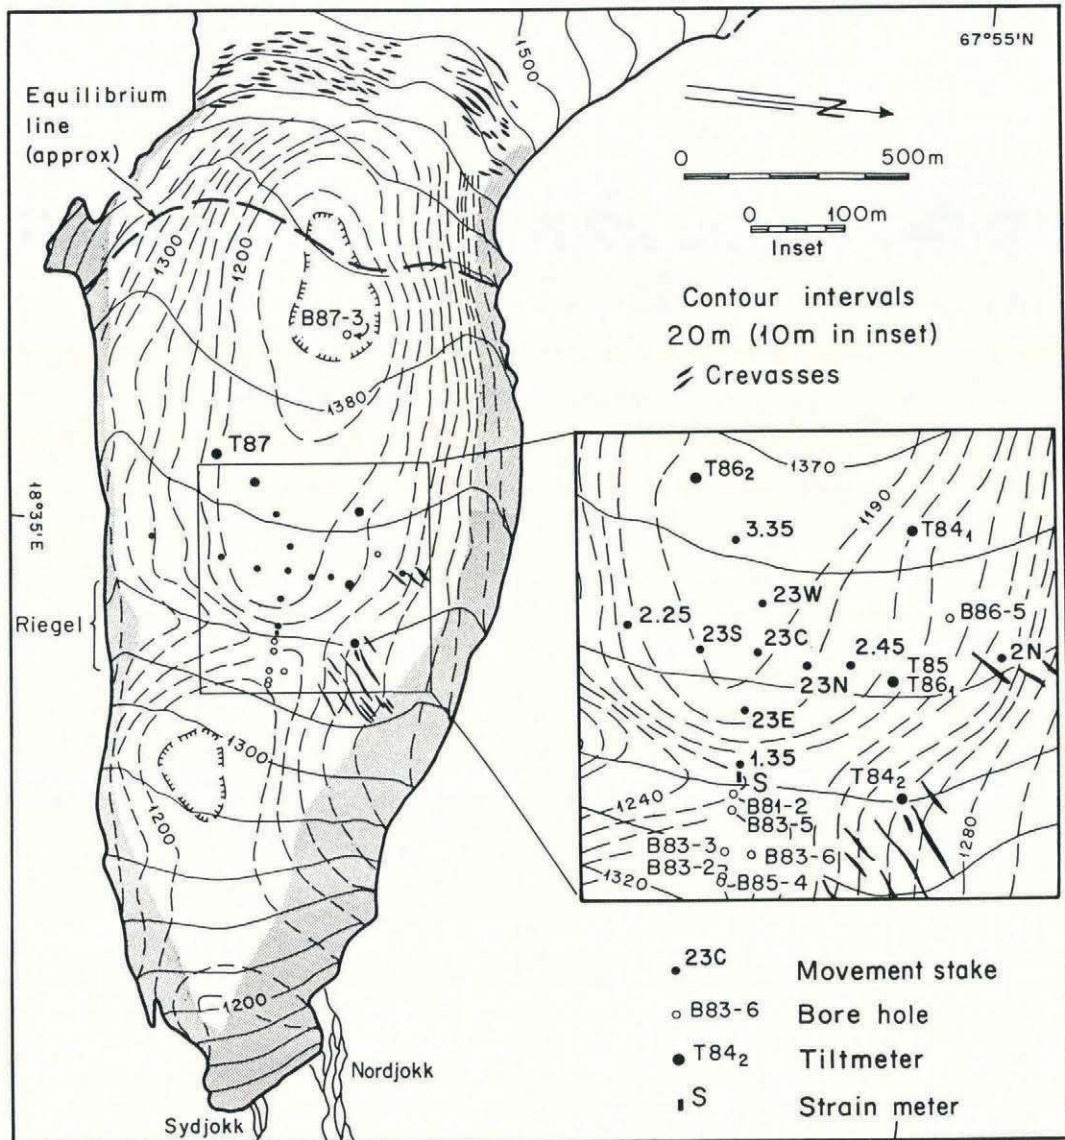 1500
67°55'N
Equilibrium
line
(approx)
N
0 500m
0 100m
Inset
1300
1200
B87-3
Contour intervals
20m (10m in inset)
Crevasses
1380
T87
18°35'E
Riegel
1300
1200
1200
Sydjokk
Nordjokk
1370
T86₂
1190
3.35
T84₁
23W
B86-5
2.25
23S
23C
2.45
2N
T85
23N
T86₁
23E
1.35
S
T84₂
1240
B81-2
B83-5
B83-3
B83-6
B83-2
B85-4
1280
1320
23C Movement stake
B83-6 Bore hole
T84₂ Tiltmeter
S Strain meter